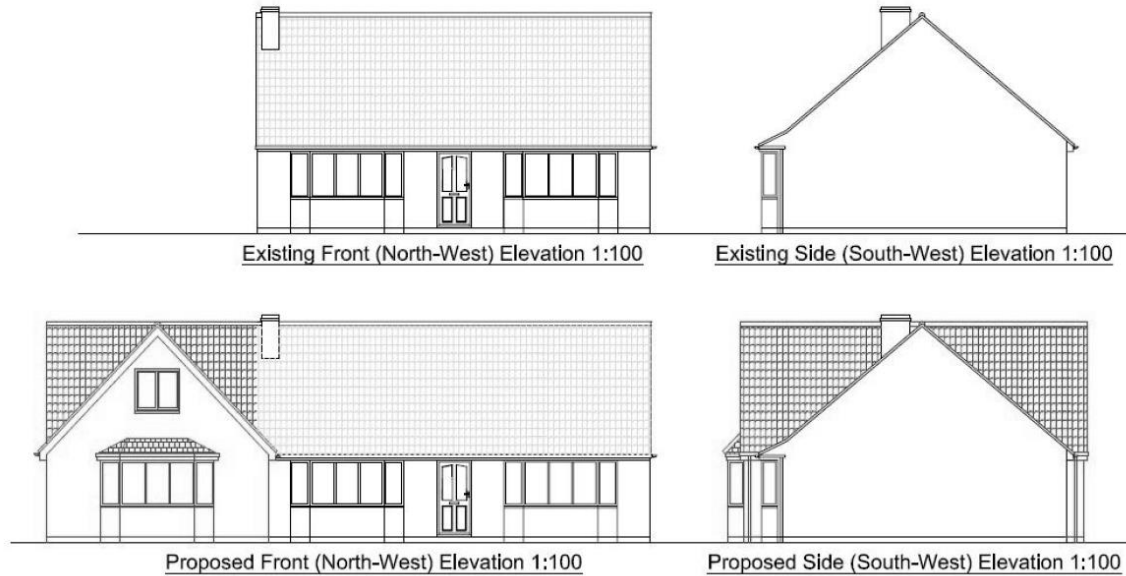 Existing Front (North-West) Elevation 1:100
Existing Side (South-West) Elevation 1:100
Proposed Front (North-West) Elevation 1:100
Proposed Side (South-West) Elevation 1:100